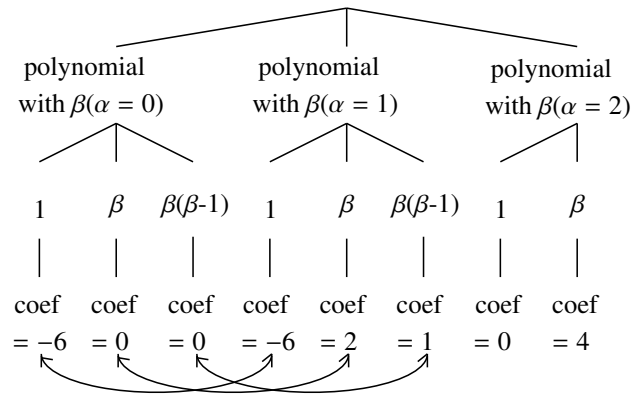 polynomial polynomial polynomial
with β(α = 0) with β(α = 1) with β(α = 2)
1 β β(β-1) 1 β β(β-1) 1 β
coef coef coef coef coef coef coef coef
= −6 = 0 = 0 = −6 = 2 = 1 = 0 = 4